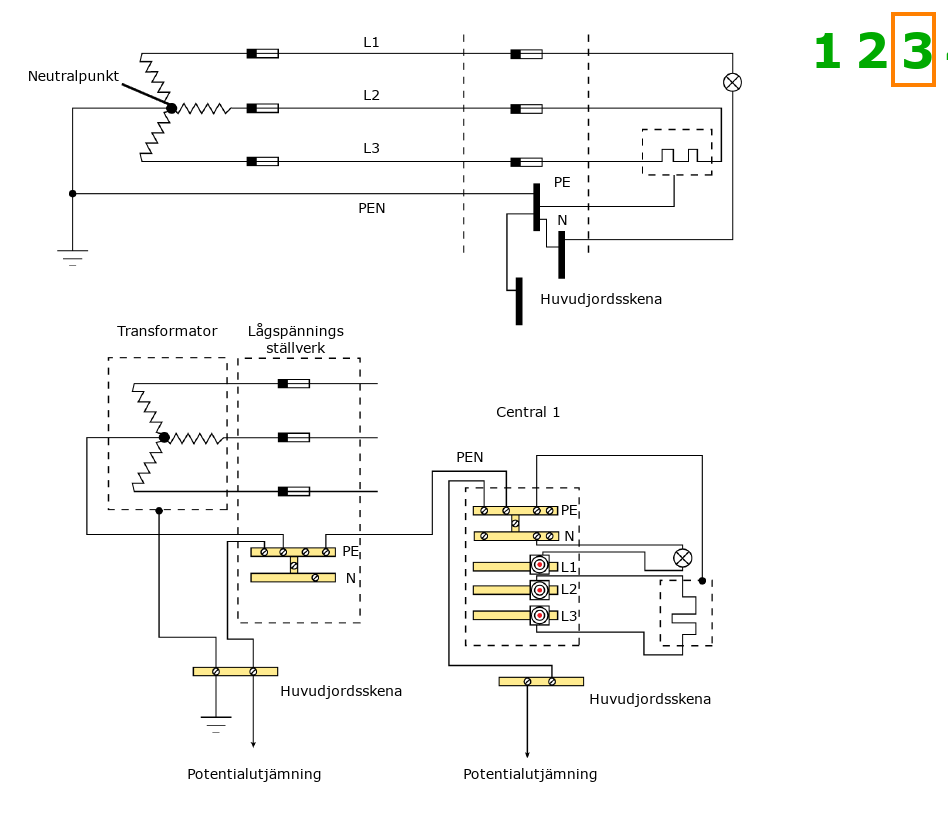 1 2 3
L1
Neutralpunkt
L2
L3
PE
PEN
N
Huvudjordsskena
Transformator
Lågspännings
ställverk
Central 1
PEN
PE
N
PE
L1
N
L2
L3
Huvudjordsskena
Huvudjordsskena
Potentialutjämning
Potentialutjämning